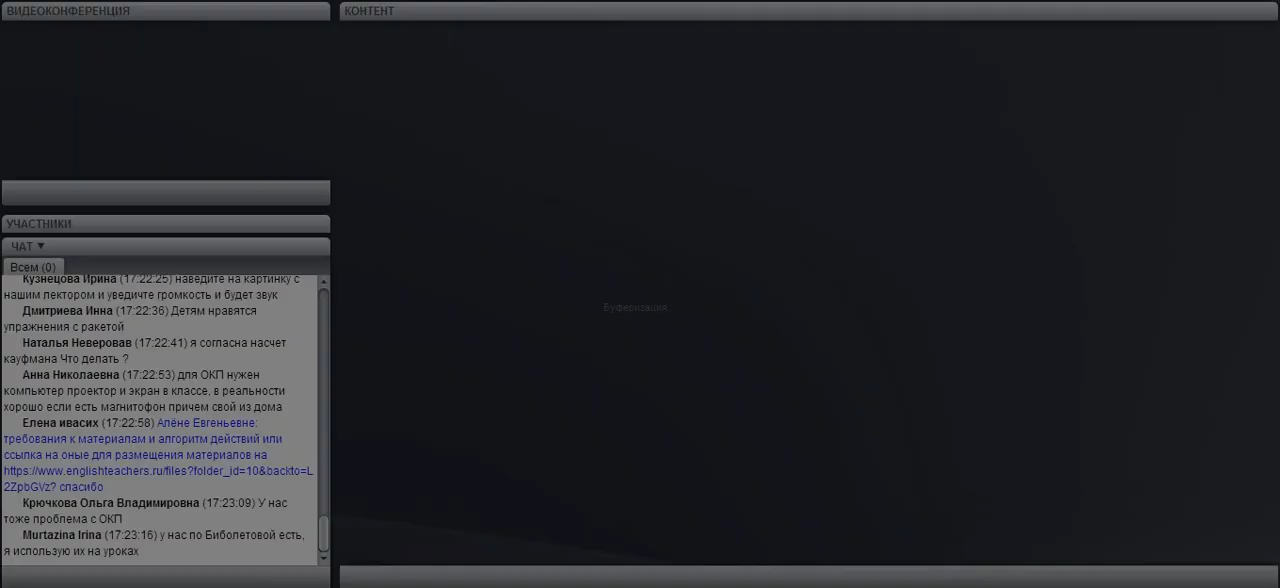 ВИДЕОКОНФЕРЕНЦИЯ
КОНТЕНТ
УЧАСТНИКИ
ЧАТ ▼
Всем (0)
Кузнецова Ирина (17:22:25) наведите на картинку с
нашим лектором и уведичте громкость и будет звук
Дмитриева Инна (17:22:36) Детям нравятся
упражнения с ракетой
Наталья Неверовав (17:22:41) я согласна насчет
кауфмана Что делать ?
Анна Николаевна (17:22:53) для ОКП нужен
компьютер проектор и экран в классе, в реальности
хорошо если есть магнитофон причем свой из дома
Елена ивасих (17:22:58) Алёне Евгеньевне:
требования к материалам и алгоритм действий или
ссылка на оные для размещения материалов на
https://www.englishteachers.ru/files?folder_id=10&backto=L
2ZpbGVz? спасибо
Крючкова Ольга Владимировна (17:23:09) У нас
тоже проблема с ОКП
Murtazina Irina (17:23:16) у нас по Биболетовой есть,
я использую их на уроках
Буферизация